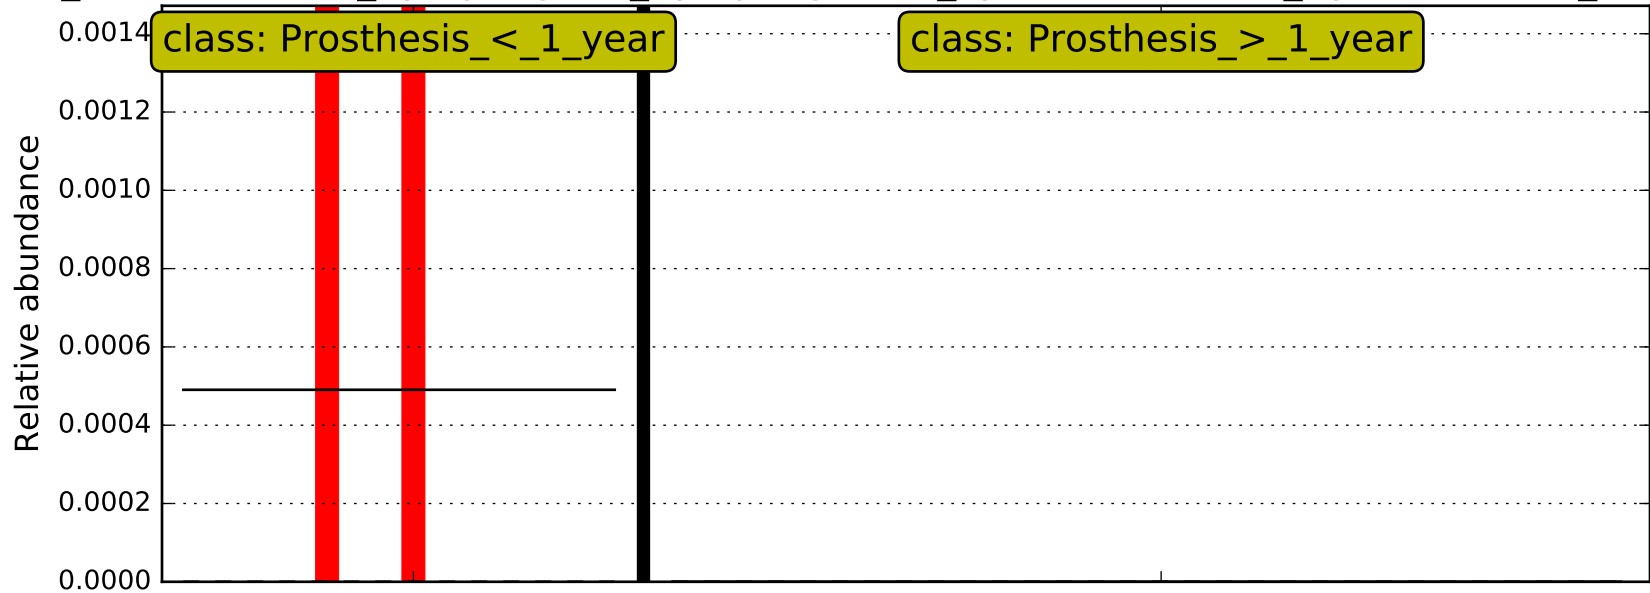 0.0014
class: Prosthesis_<_1_year
class: Prosthesis_>_1_year
0.0012
0.0010
0.0008
0.0006
0.0004
0.0002
0.0000
Relative abundance